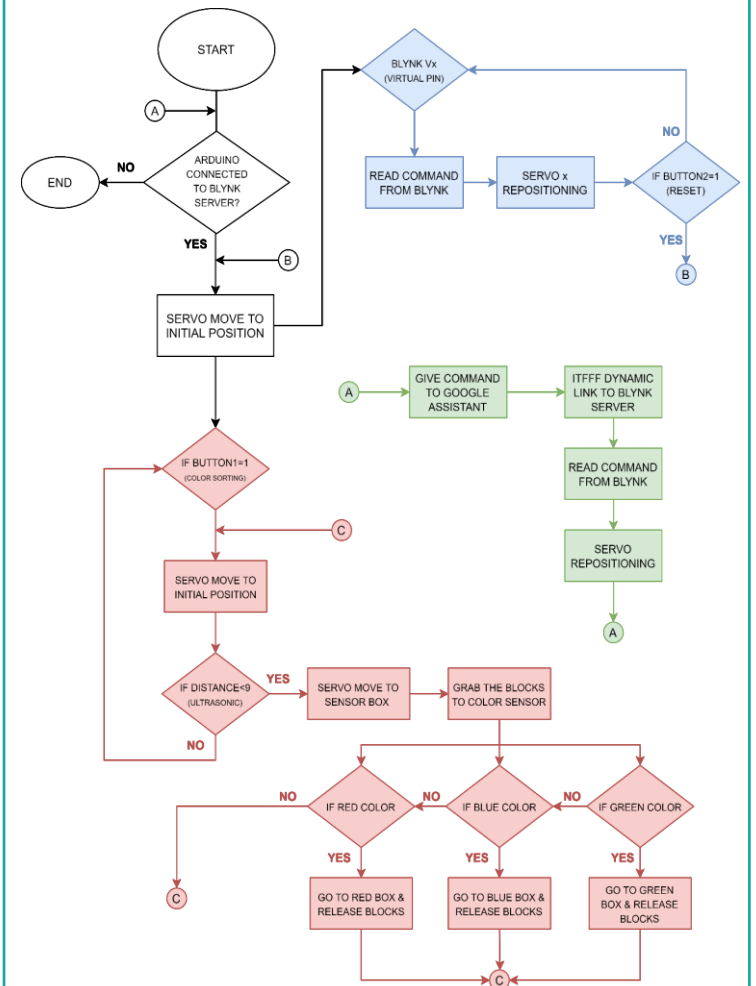 START
A
ARDUINO
CONNECTED
TO BLYNK
SERVER?
NO
END
YES
B
SERVO MOVE TO
INITIAL POSITION
BLYNK Vx
(VIRTUAL PIN)
READ COMMAND
FROM BLYNK
SERVO x
REPOSITIONING
IF BUTTON2=1
(RESET)
NO
YES
B
A
GIVE COMMAND
TO GOOGLE
ASSISTANT
ITFFF DYNAMIC
LINK TO BLYNK
SERVER
READ COMMAND
FROM BLYNK
SERVO
REPOSITIONING
A
IF BUTTON1=1
(COLOR SORTING)
C
SERVO MOVE TO
INITIAL POSITION
IF DISTANCE<9
(ULTRASONIC)
YES
NO
SERVO MOVE TO
SENSOR BOX
GRAB THE BLOCKS
TO COLOR SENSOR
NO
IF RED COLOR
NO
IF BLUE COLOR
NO
IF GREEN COLOR
YES
YES
YES
C
GO TO RED BOX &
RELEASE BLOCKS
GO TO BLUE BOX &
RELEASE BLOCKS
GO TO GREEN
BOX & RELEASE
BLOCKS
C